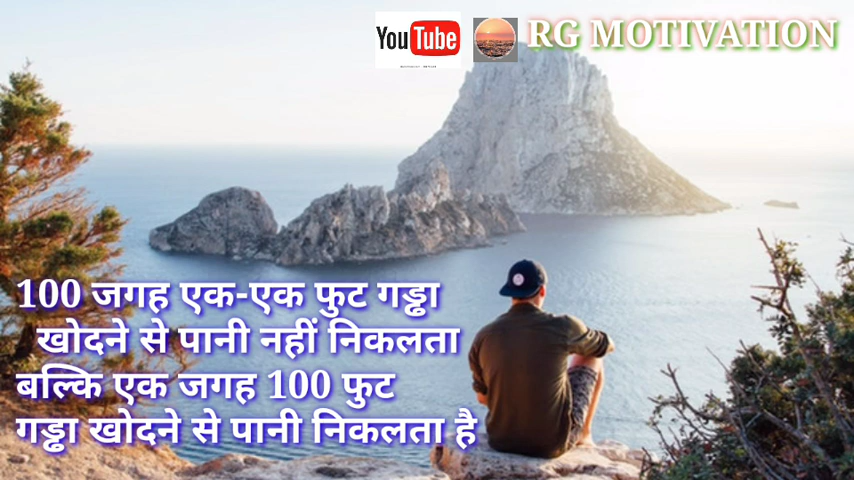 YouTube RG MOTIVATION
100 जगह एक-एक फुट गड्ढा
खोदने से पानी नहीं निकलता
बल्कि एक जगह 100 फुट
गड्ढा खोदने से पानी निकलता है